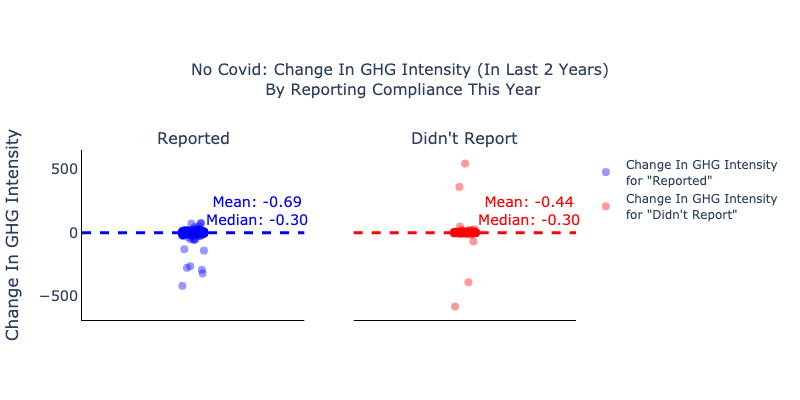 No Covid: Change In GHG Intensity (In Last 2 Years)
By Reporting Compliance This Year
Reported
Didn't Report
Change In GHG Intensity
500
0
−500
Mean: -0.69
Median: -0.30
Mean: -0.44
Median: -0.30
Change In GHG Intensity
for "Reported"
Change In GHG Intensity
for "Didn't Report"